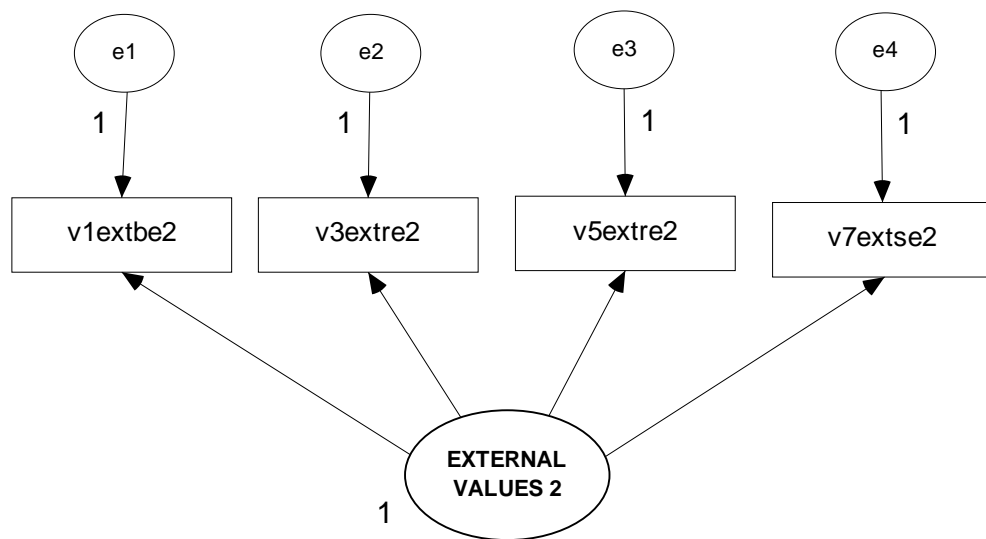 e1
e2
e3
e4
1
1
1
1
v1extbe2
v3extre2
v5extre2
v7extse2
EXTERNAL
VALUES 2
1